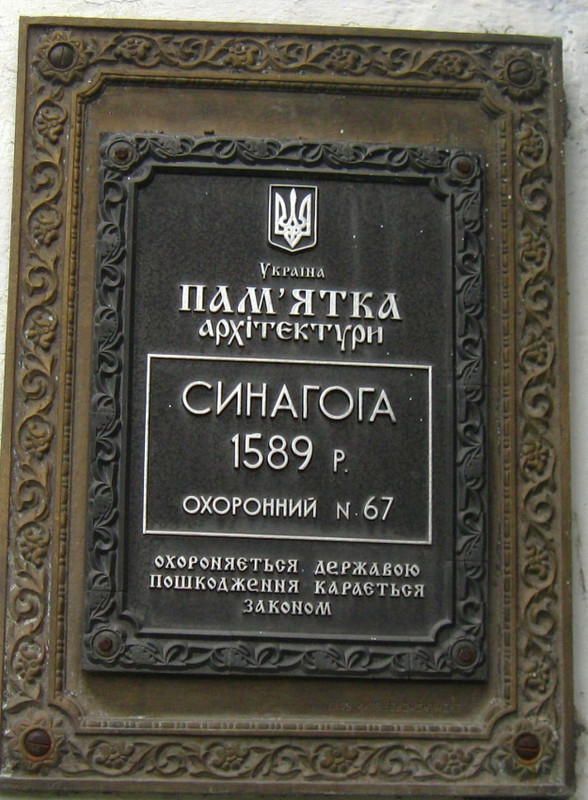 Україна
ПАМ'ЯТКА
архітектури
СИНАГОГА
1589 р.
ОХОРОННИЙ N. 67
ОХОРОНЯЄТЬСЯ ДЕРЖАВОЮ
ПОШКОДЖЕННЯ КАРАЄТЬСЯ
ЗАКОНОМ